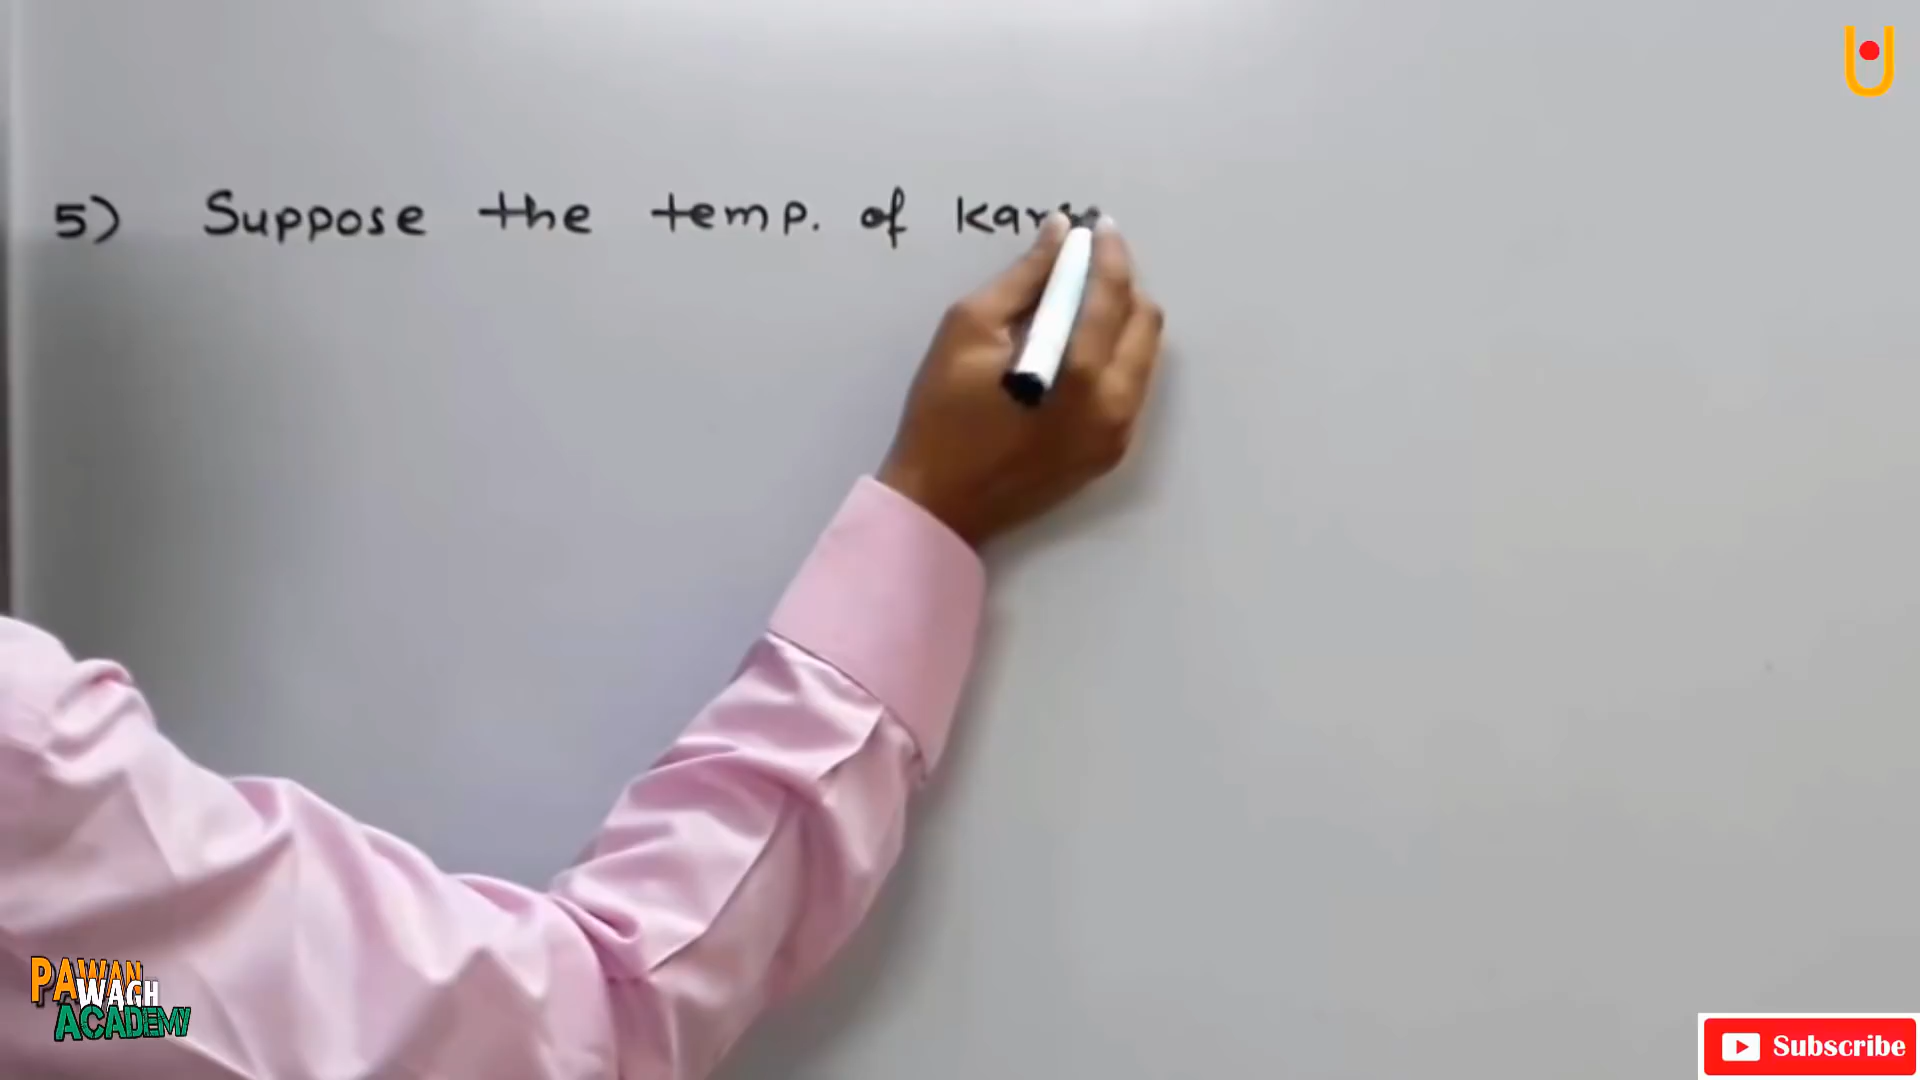 5) Suppose the temp. of
PAWAN
WAGH
ACADEMY
Subscribe